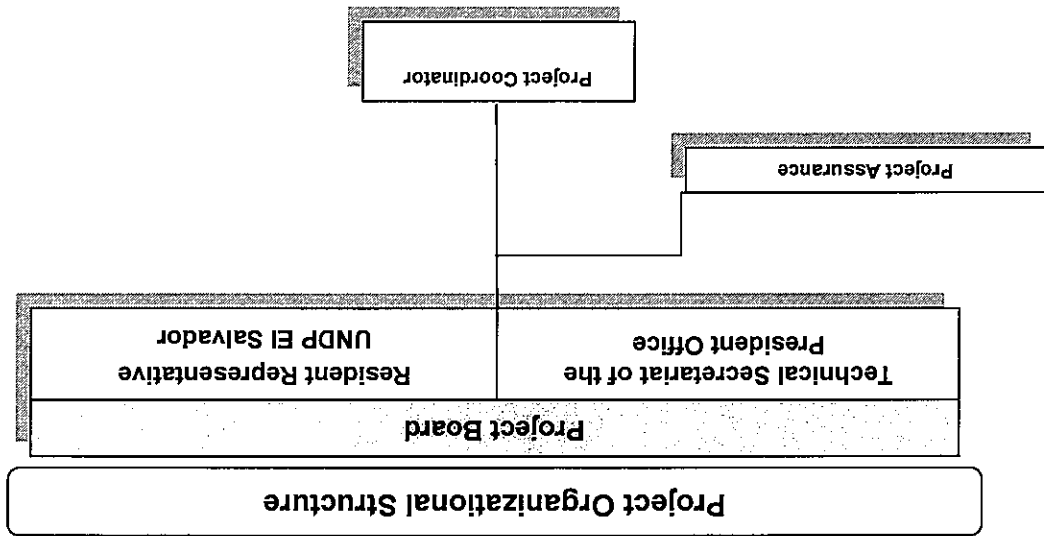 Project Organizational Structure
Project Board
Technical Secretariat of the
President Office
Resident Representative
UNDP El Salvador
Project Assurance
Project Coordinator